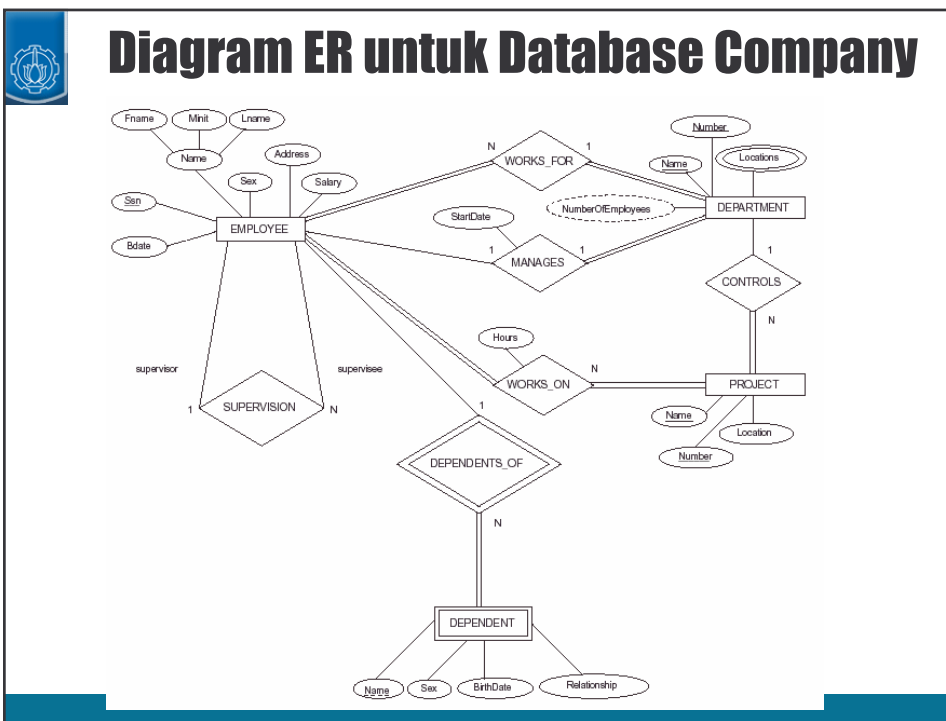 Diagram ER untuk Database Company
Fname
Minit
Lname
Name
Address
Sex
Salary
Ssn
Bdate
EMPLOYEE
N
WORKS_FOR
1
Number
Name
Locations
NumberOfEmployees
DEPARTMENT
StartDate
1
MANAGES
1
1
CONTROLS
N
supervisor
supervisee
1
SUPERVISION
N
Hours
WORKS_ON
N
PROJECT
Name
Number
Location
1
DEPENDENTS_OF
N
DEPENDENT
Name
Sex
BirthDate
Relationship